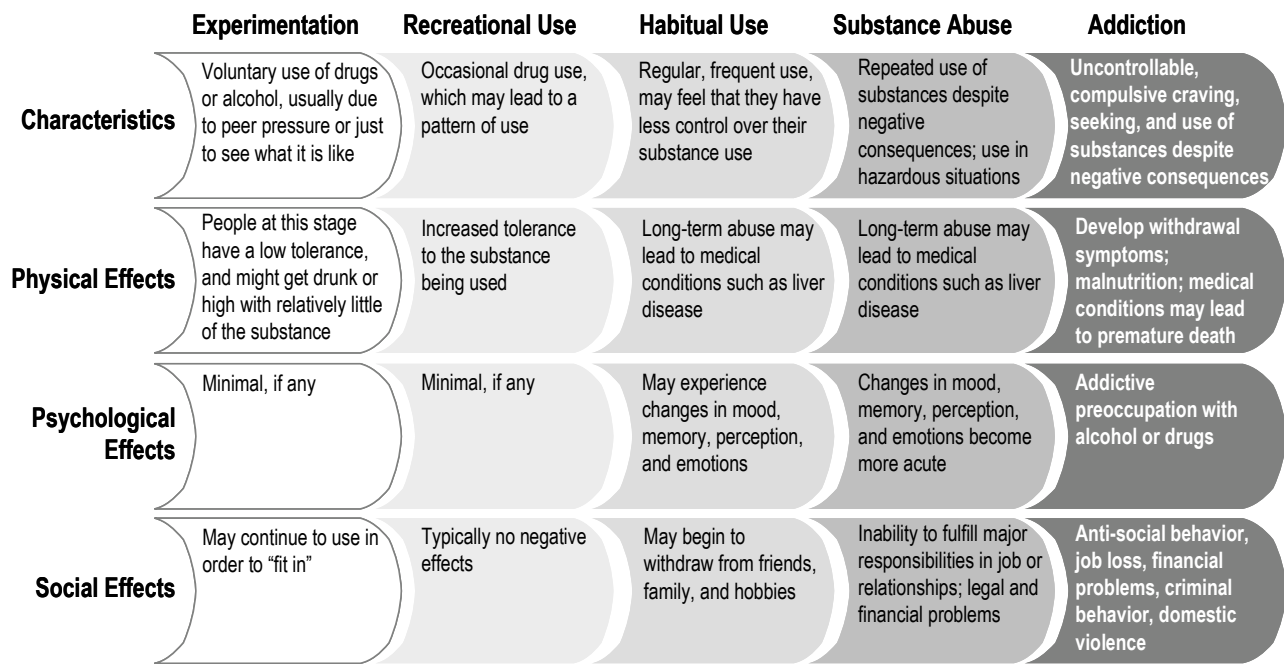 Experimentation
Recreational Use
Habitual Use
Substance Abuse
Addiction
Characteristics
Voluntary use of drugs
or alcohol, usually due
to peer pressure or just
to see what it is like
Occasional drug use,
which may lead to a
pattern of use
Regular, frequent use,
may feel that they have
less control over their
substance use
Repeated use of
substances despite
negative
consequences; use in
hazardous situations
Uncontrollable,
compulsive craving,
seeking, and use of
substances despite
negative consequences
Physical Effects
People at this stage
have a low tolerance,
and might get drunk or
high with relatively little
of the substance
Increased tolerance
to the substance
being used
Long-term abuse may
lead to medical
conditions such as liver
disease
Long-term abuse may
lead to medical
conditions such as liver
disease
Develop withdrawal
symptoms;
malnutrition; medical
conditions may lead
to premature death
Psychological
Effects
Minimal, if any
Minimal, if any
May experience
changes in mood,
memory, perception,
and emotions
Changes in mood,
memory, perception,
and emotions become
more acute
Addictive
preoccupation with
alcohol or drugs
Social Effects
May continue to use in
order to “fit in”
Typically no negative
effects
May begin to
withdraw from friends,
family, and hobbies
Inability to fulfill major
responsibilities in job or
relationships; legal and
financial problems
Anti-social behavior,
job loss, financial
problems, criminal
behavior, domestic
violence